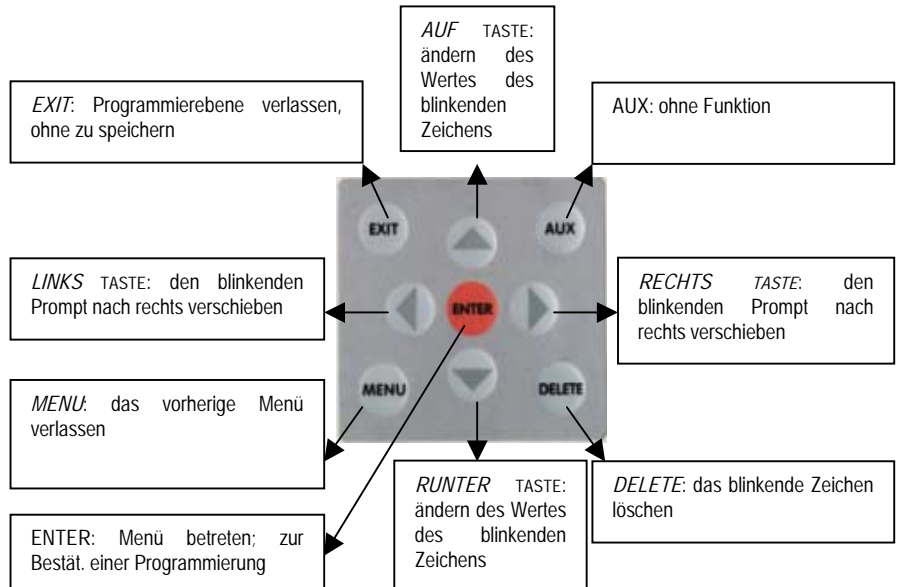 AUF TASTE:
ändern des
Wertes des
blinkenden
Zeichens
EXIT: Programmierebene verlassen,
ohne zu speichern
AUX: ohne Funktion
EXIT
AUX
LINKS TASTE: den blinkenden
Prompt nach rechts verschieben
ENTER
RECHTS TASTE: den
blinkenden Prompt nach
rechts verschieben
MENU
DELETE
MENU: das vorherige Menü
verlassen
RUNTER TASTE:
ändern des Wertes
des blinkenden
Zeichens
DELETE: das blinkende Zeichen
löschen
ENTER: Menü betreten; zur
Bestät. einer Programmierung